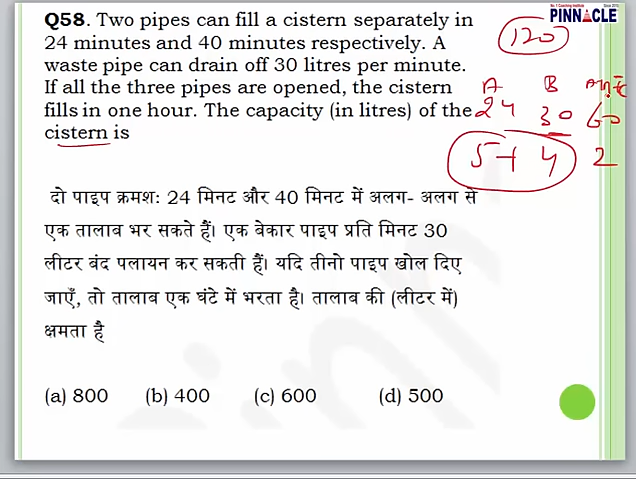 Q58. Two pipes can fill a cistern separately in
24 minutes and 40 minutes respectively. A
waste pipe can drain off 30 litres per minute.
If all the three pipes are opened, the cistern
fills in one hour. The capacity (in litres) of the
cistern is
दो पाइप क्रमश: 24 मिनट और 40 मिनट में अलग- अलग से
एक तालाब भर सकते हैं। एक बेकार पाइप प्रति मिनट 30
लीटर बंद पलायन कर सकती हैं। यदि तीनो पाइप खोल दिए
जाएँ, तो तालाब एक घंटे में भरता है। तालाब की (लीटर में)
क्षमता है
(a) 800 (b) 400 (c) 600 (d) 500
PINNACLE
120
A B
24 30 60
5+ 4 2